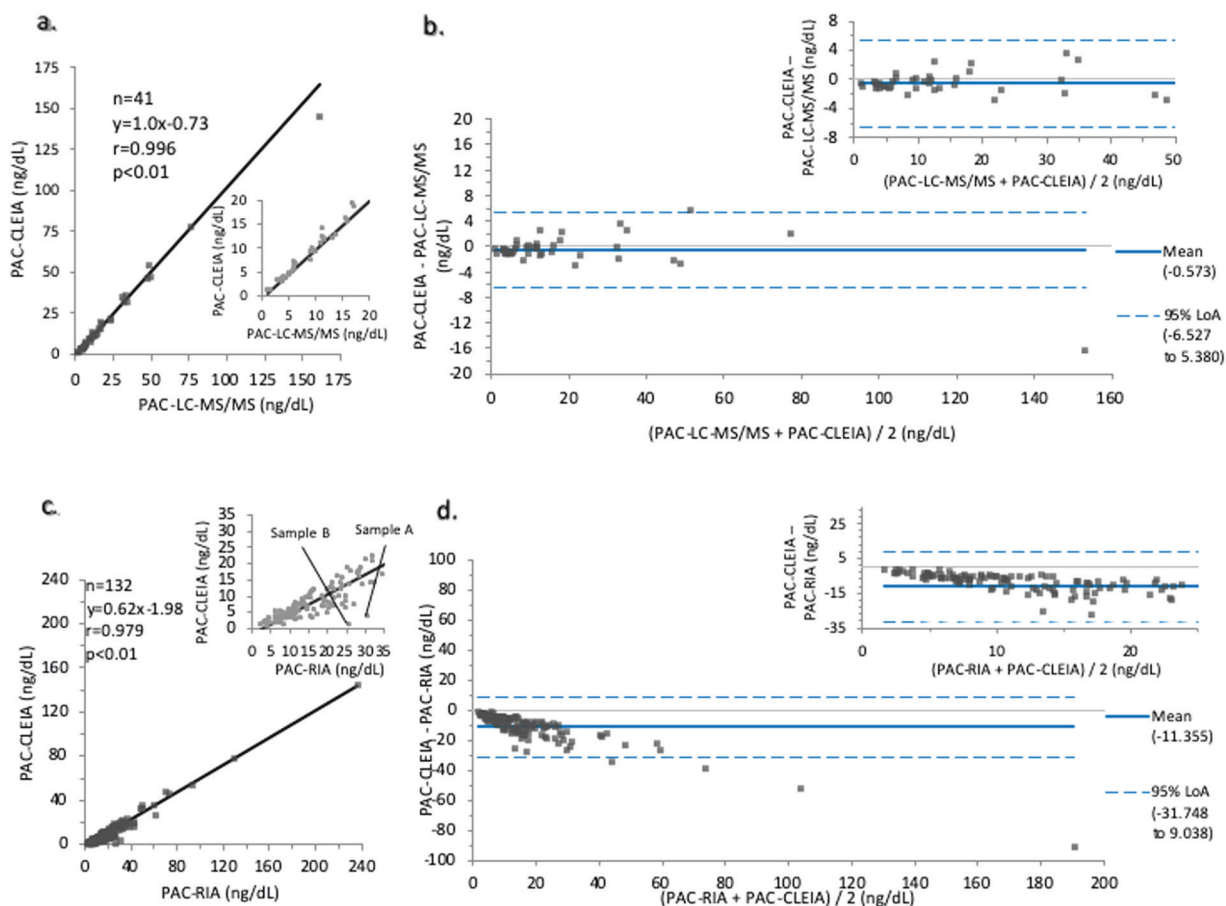 a.
175
150
125
100
75
50
25
0
PAC-CLEIA (ng/dL)
n=41
y=1.0x-0.73
r=0.996
p<0.01
0 25 50 75 100 125 150 175
PAC-LC-MS/MS (ng/dL)
20
15
10
5
0
PAC-CLEIA (ng/dL)
0 5 10 15 20
PAC-LC-MS/MS (ng/dL)
b.
20
16
12
8
4
0
-4
-8
-12
-16
-20
PAC-CLEIA - PAC-LC-MS/MS
(ng/dL)
0 20 40 60 80 100 120 140 160
(PAC-LC-MS/MS + PAC-CLEIA) / 2 (ng/dL)
8
4
0
-4
-8
PAC-CLEIA –
PAC-LC-MS/MS (ng/dL)
0 10 20 30 40 50
(PAC-LC-MS/MS + PAC-CLEIA) / 2 (ng/dL)
Mean
(-0.573)
95% LoA
(-6.527
to 5.380)
c.
240
200
160
120
80
40
0
PAC-CLEIA (ng/dL)
n=132
y=0.62x-1.98
r=0.979
p<0.01
0 40 80 120 160 200 240
PAC-RIA (ng/dL)
35
30
25
20
15
10
5
0
PAC-CLEIA (ng/dL)
Sample B
Sample A
0 5 10 15 20 25 30 35
PAC-RIA (ng/dL)
d.
100
80
60
40
20
0
-20
-40
-60
-80
-100
PAC-CLEIA - PAC-RIA (ng/dL)
0 20 40 60 80 100 120 140 160 180 200
(PAC-RIA + PAC-CLEIA) / 2 (ng/dL)
5
-15
-35
PAC-CLEIA –
PAC-RIA (ng/dL)
0 10 20
(PAC-RIA + PAC-CLEIA) / 2 (ng/dL)
Mean
(-11.355)
95% LoA
(-31.748
to 9.038)